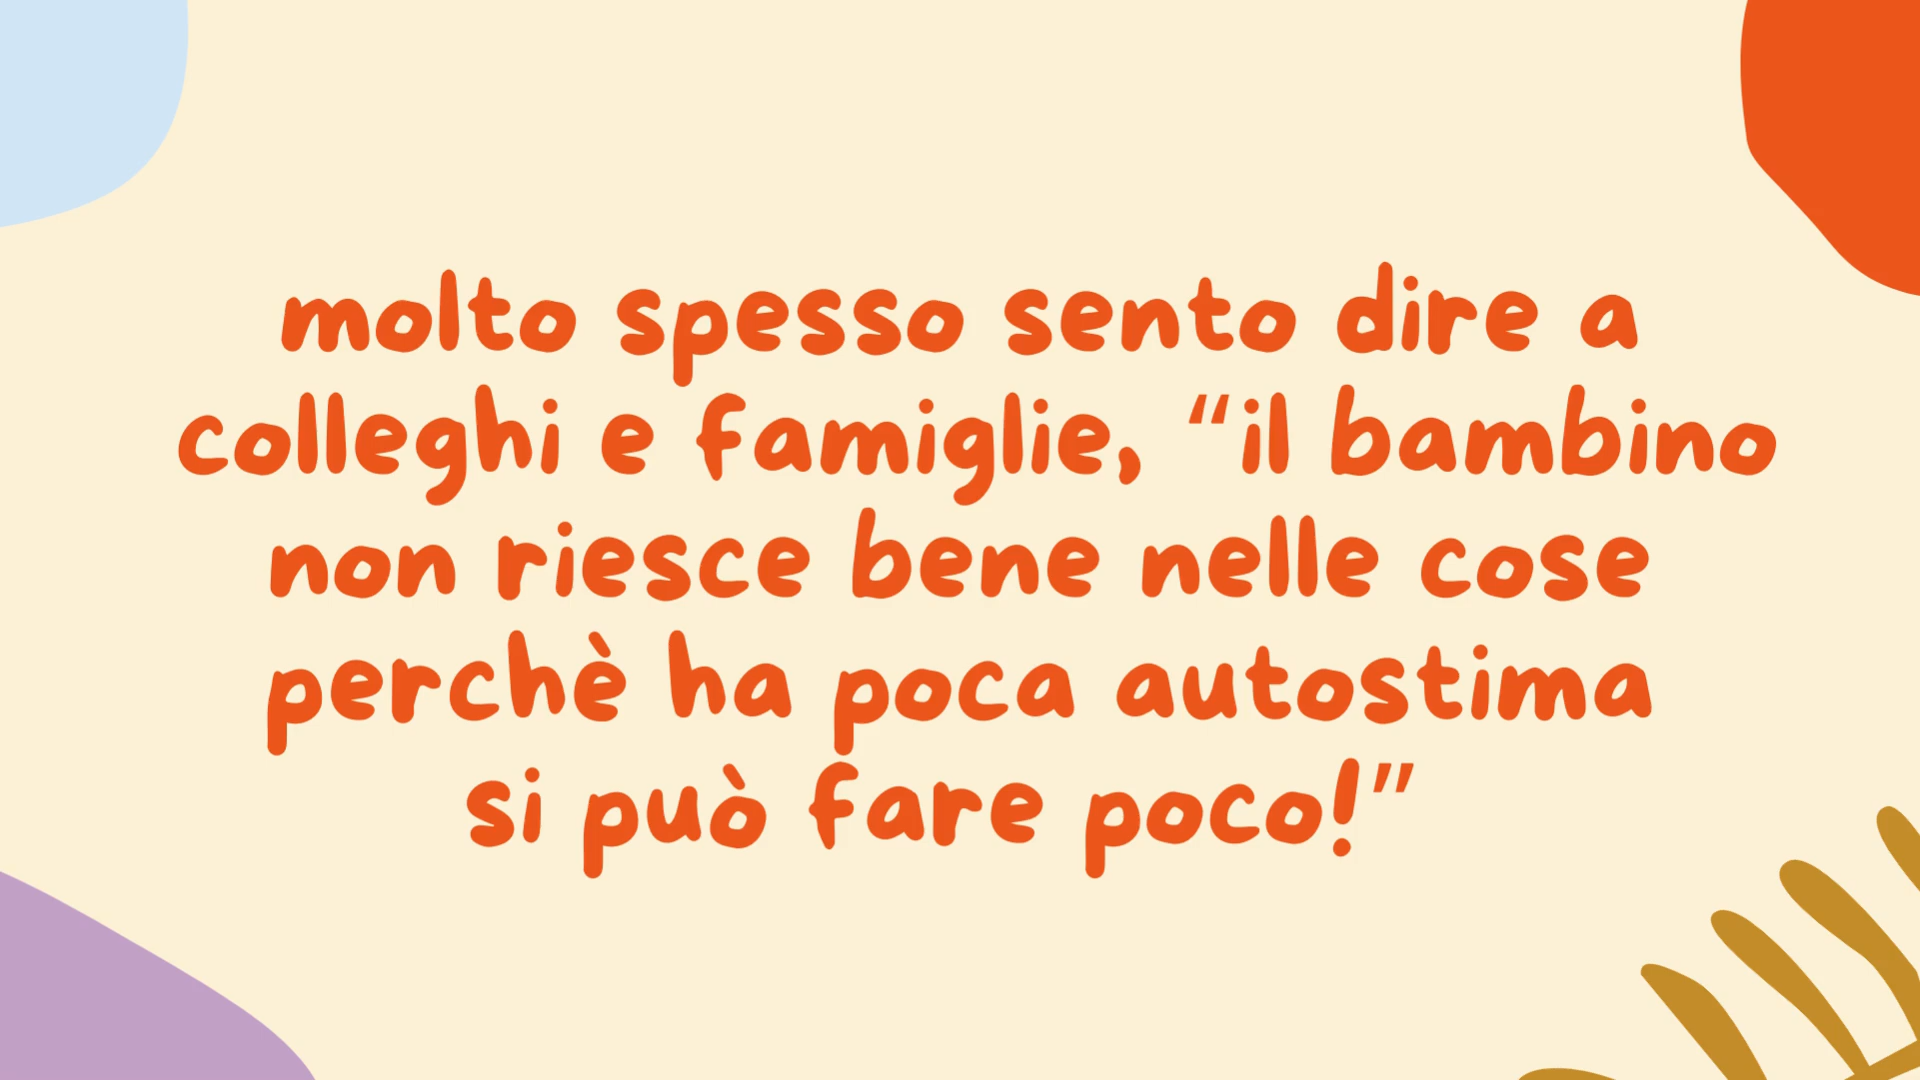 molto spesso sento dire a
colleghi e famiglie, “il bambino
non riesce bene nelle cose
perchè ha poca autostima
si può fare poco!”